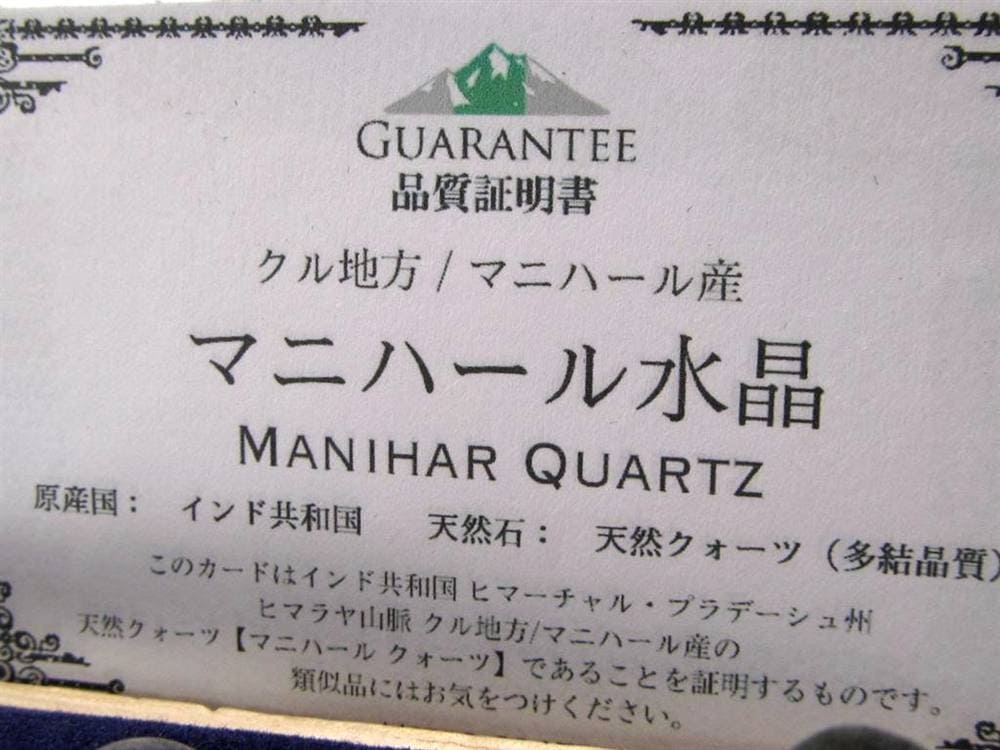 GUARANTEE
品質証明書
クル地方 / マニハール産
マニハール水晶
MANIHAR QUARTZ
原産国： インド共和国 天然石： 天然クォーツ（多結晶質）
このカードはインド共和国 ヒマーチャル・プラデーシュ州
ヒマラヤ山脈 クル地方/マニハール産の
天然クォーツ【マニハール クォーツ】であることを証明するものです。
類似品にはお気をつけください。